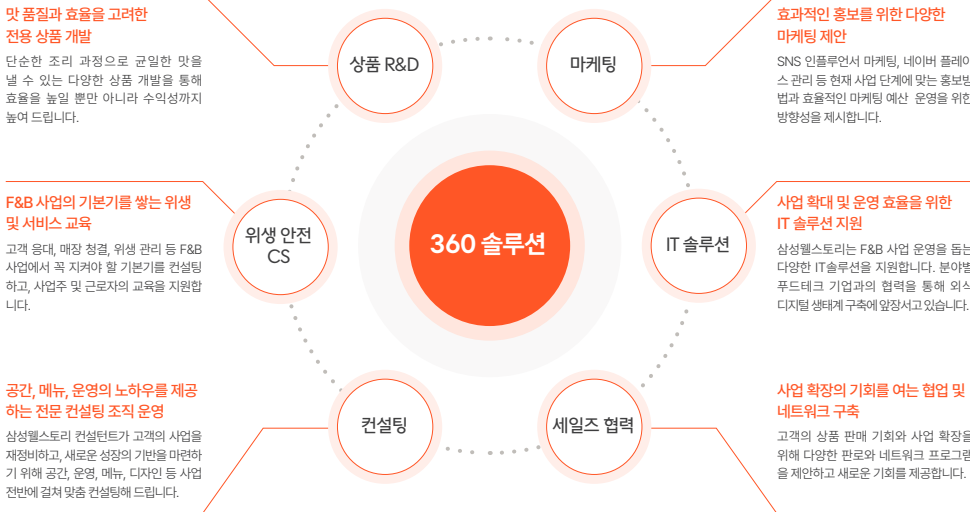 맛 품질과 효율을 고려한
전용 상품 개발
단순한 조리 과정으로 균일한 맛을
낼 수 있는 다양한 상품 개발을 통해
효율을 높일 뿐만 아니라 수익성까지
높여 드립니다.
상품 R&D
마케팅
효과적인 홍보를 위한 다양한
마케팅 제안
SNS 인플루언서 마케팅, 네이버 플레이
스 관리 등 현재 사업 단계에 맞는 홍보방
법과 효율적인 마케팅 예산 운영을 위한
방향성을 제시합니다.
F&B 사업의 기본기를 쌓는 위생
및 서비스 교육
고객 응대, 매장 청결, 위생 관리 등 F&B
사업에서 꼭 지켜야 할 기본기를 컨설팅
하고, 사업주 및 근로자의 교육을 지원합
니다.
위생 안전
CS
360 솔루션
IT 솔루션
사업 확대 및 운영 효율을 위한
IT 솔루션 지원
삼성웰스토리는 F&B 사업 운영을 돕는
다양한 IT솔루션을 지원합니다. 분야별
푸드테크 기업과의 협력을 통해 외식
디지털 생태계 구축에 앞장서고 있습니다.
공간, 메뉴, 운영의 노하우를 제공
하는 전문 컨설팅 조직 운영
삼성웰스토리 컨설턴트가 고객의 사업을
재정비하고, 새로운 성장의 기반을 마련하
기 위해 공간, 운영, 메뉴, 디자인 등 사업
전반에 걸쳐 맞춤 컨설팅해 드립니다.
컨설팅
세일즈 협력
사업 확장의 기회를 여는 협업 및
네트워크 구축
고객의 상품 판매 기회와 사업 확장을
위해 다양한 판로와 네트워크 프로그램
을 제안하고 새로운 기회를 제공합니다.